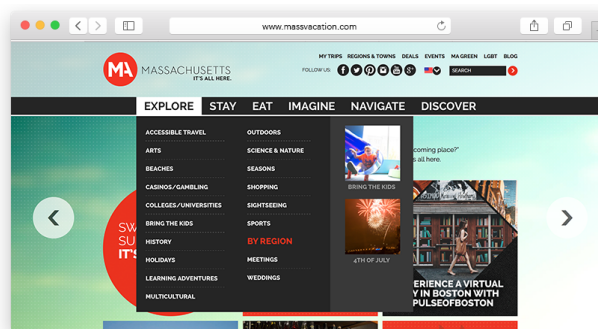 www.massvacation.com
MY TRIPS REGIONS & TOWNS DEALS EVENTS MA GREEN LGBT BLOG
MA MASSACHUSETTS
IT'S ALL HERE.
FOLLOW US: SEARCH
EXPLORE STAY EAT IMAGINE NAVIGATE DISCOVER
ACCESSIBLE TRAVEL
ARTS
BEACHES
CASINOS/GAMBLING
COLLEGES/UNIVERSITIES
BRING THE KIDS
HISTORY
HOLIDAYS
LEARNING ADVENTURES
MULTICULTURAL
OUTDOORS
SCIENCE & NATURE
SEASONS
SHOPPING
SIGHTSEEING
SPORTS
BY REGION
MEETINGS
WEDDINGS
BRING THE KIDS
4TH OF JULY
coming place?"
s all here.
SW
SU
IT'S
ERIENCE A VIRTUAL
Y IN BOSTON WITH
PULSEOFBOSTON